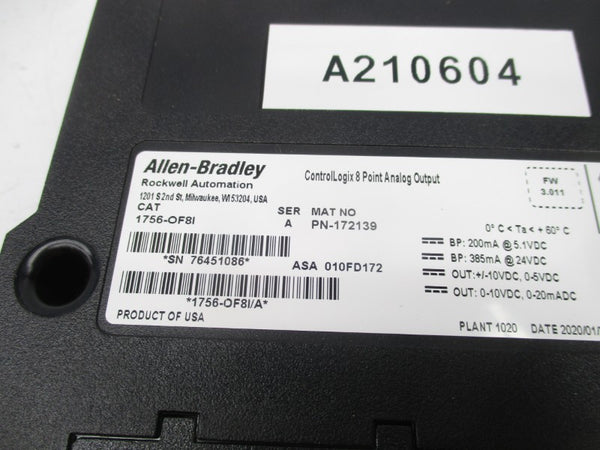 A210604
Allen-Bradley
Rockwell Automation
1201 S 2nd St, Milwaukee, WI 53204, USA
ControlLogix 8 Point Analog Output
FW
3.011
CAT
1756-OF8I
SER
A
MAT NO
PN-172139
*SN 76451086*
ASA 010FD172
*1756-OF8I/A*
PRODUCT OF USA
0° C < Ta < + 60° C
BP: 200mA @ 5.1VDC
BP: 385mA @ 24VDC
OUT:+/-10VDC, 0-5VDC
OUT: 0-10VDC, 0-20mADC
PLANT 1020 DATE 2020/01/